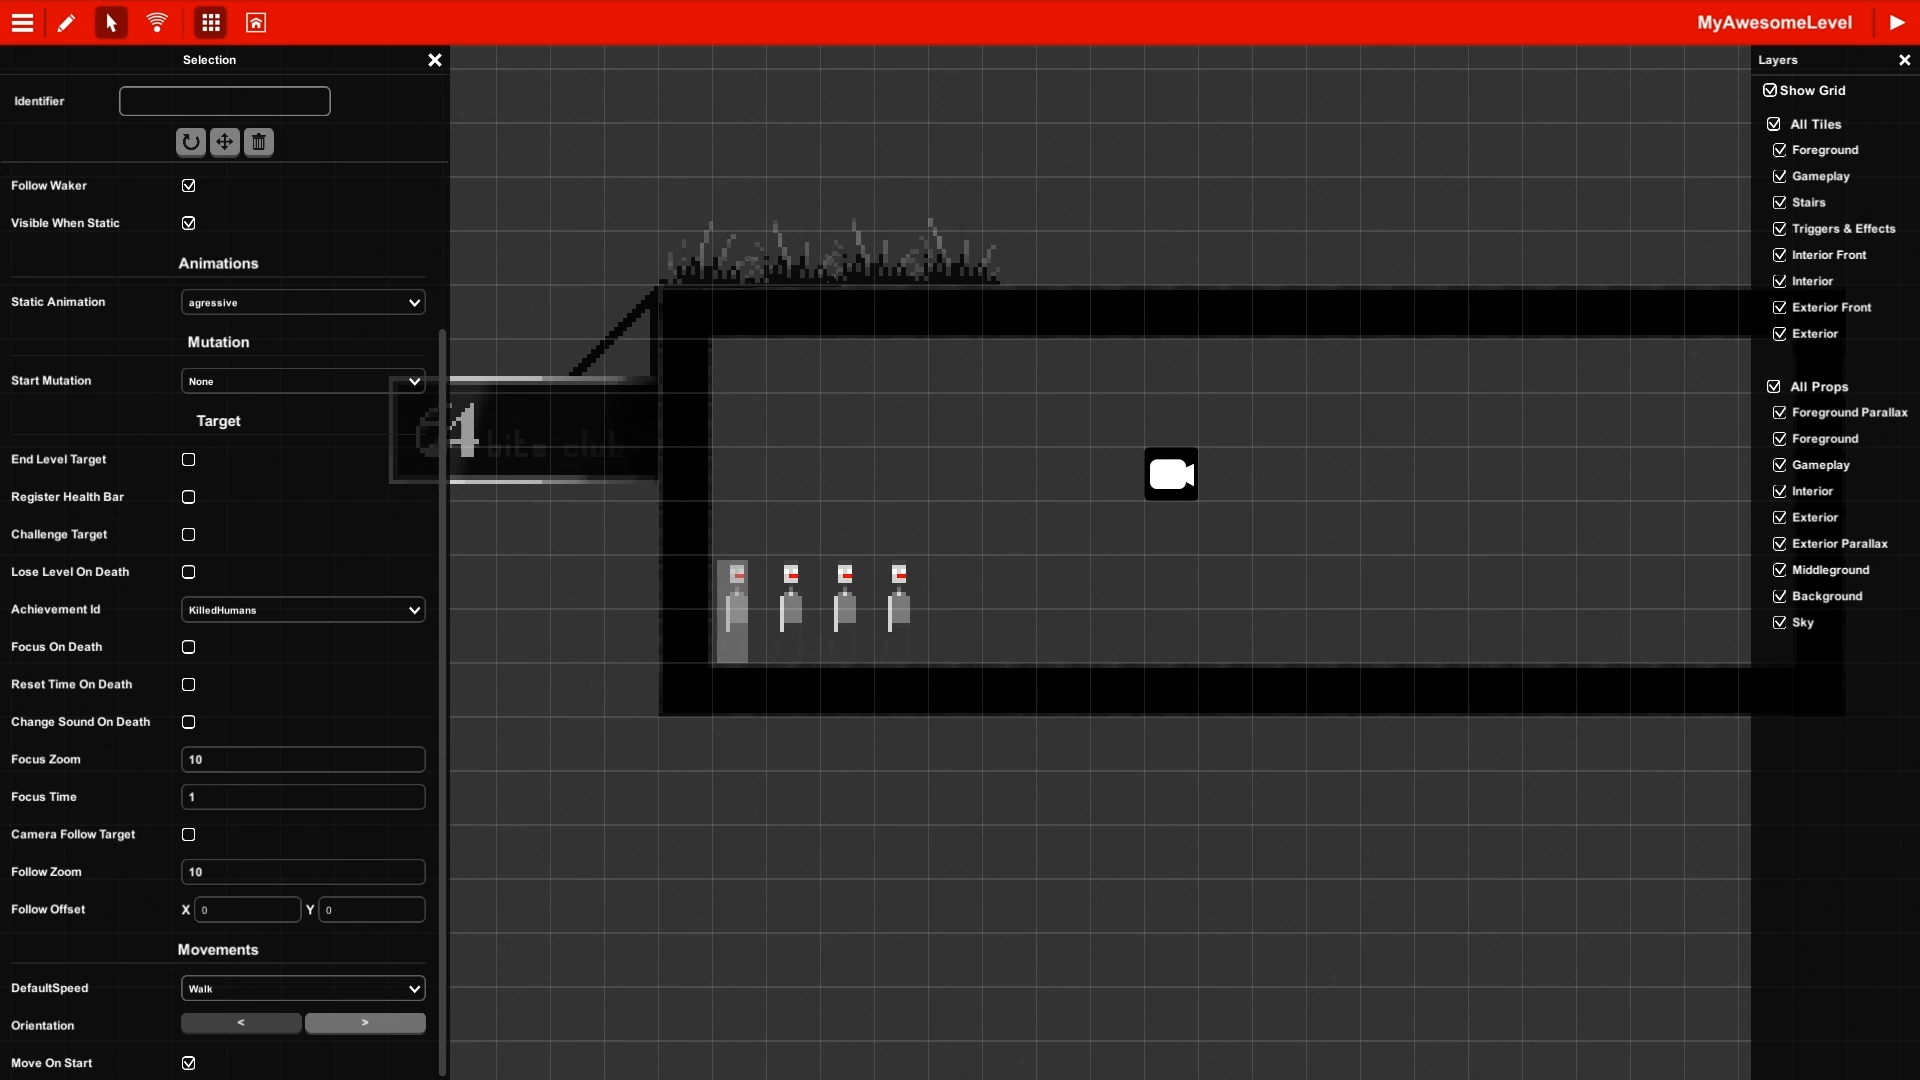 MyAwesomeLevel
Selection
Identifier
Follow Waker
Visible When Static
Animations
Static Animation agressive
Mutation
Start Mutation None
Target
End Level Target
Register Health Bar
Challenge Target
Lose Level On Death
Achievement Id KilledHumans
Focus On Death
Reset Time On Death
Change Sound On Death
Focus Zoom 10
Focus Time 1
Camera Follow Target
Follow Zoom 10
Follow Offset X 0 Y 0
Movements
DefaultSpeed Walk
Orientation < >
Move On Start
64
bits club
Layers
Show Grid
All Tiles
Foreground
Gameplay
Stairs
Triggers & Effects
Interior Front
Interior
Exterior Front
Exterior
All Props
Foreground Parallax
Foreground
Gameplay
Interior
Exterior
Exterior Parallax
Middleground
Background
Sky